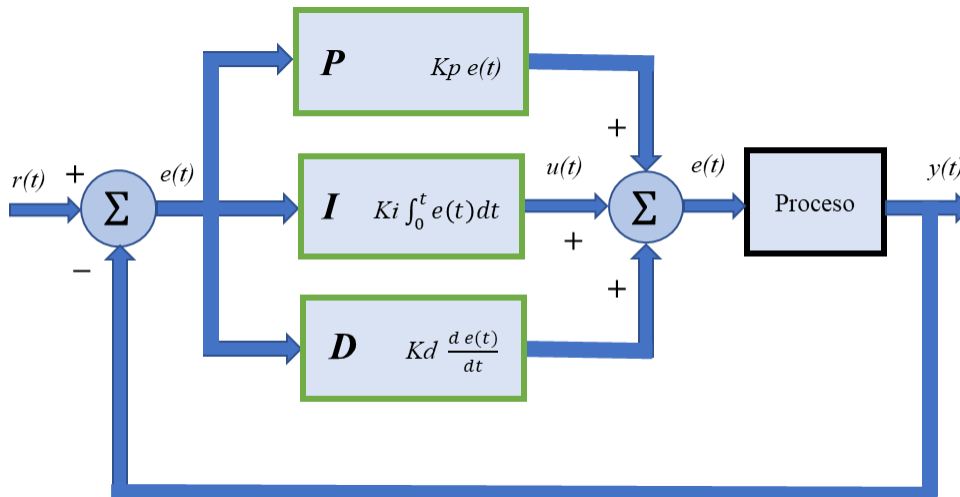 P Kp e(t)
+
r(t) + e(t) u(t) e(t) y(t)
Σ I Ki ∫₀ᵗ e(t)dt Σ Proceso
+
−
+
D Kd d e(t)/dt